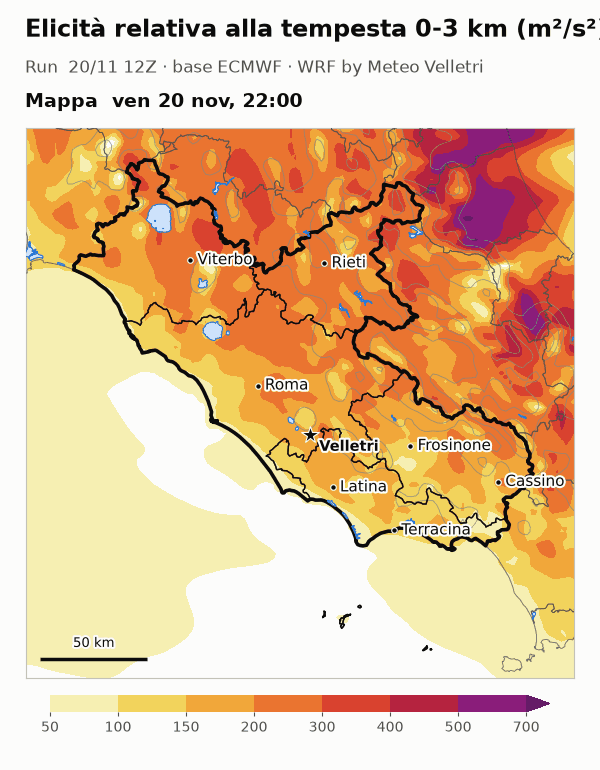 Elicità relativa alla tempesta 0-3 km (m²/s²)
Run 20/11 12Z · base ECMWF · WRF by Meteo Velletri
Mappa ven 20 nov, 22:00
Viterbo
Rieti
Roma
Velletri
Frosinone
Latina
Cassino
Terracina
50 km
50 100 150 200 300 400 500 700